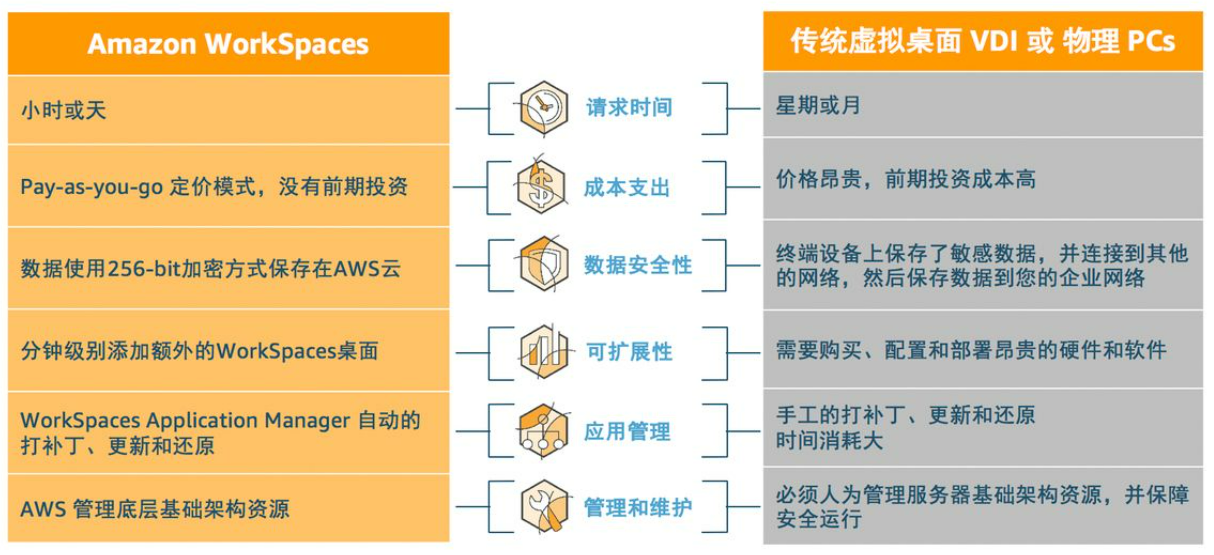 Amazon WorkSpaces
传统虚拟桌面 VDI 或 物理 PCs
小时或天
请求时间
星期或月
Pay-as-you-go 定价模式，没有前期投资
成本支出
价格昂贵，前期投资成本高
数据使用256-bit加密方式保存在AWS云
数据安全性
终端设备上保存了敏感数据，并连接到其他
的网络，然后保存数据到您的企业网络
分钟级别添加额外的WorkSpaces桌面
可扩展性
需要购买、配置和部署昂贵的硬件和软件
WorkSpaces Application Manager 自动的
打补丁、更新和还原
应用管理
手工的打补丁、更新和还原
时间消耗大
AWS 管理底层基础架构资源
管理和维护
必须人为管理服务器基础架构资源，并保障
安全运行